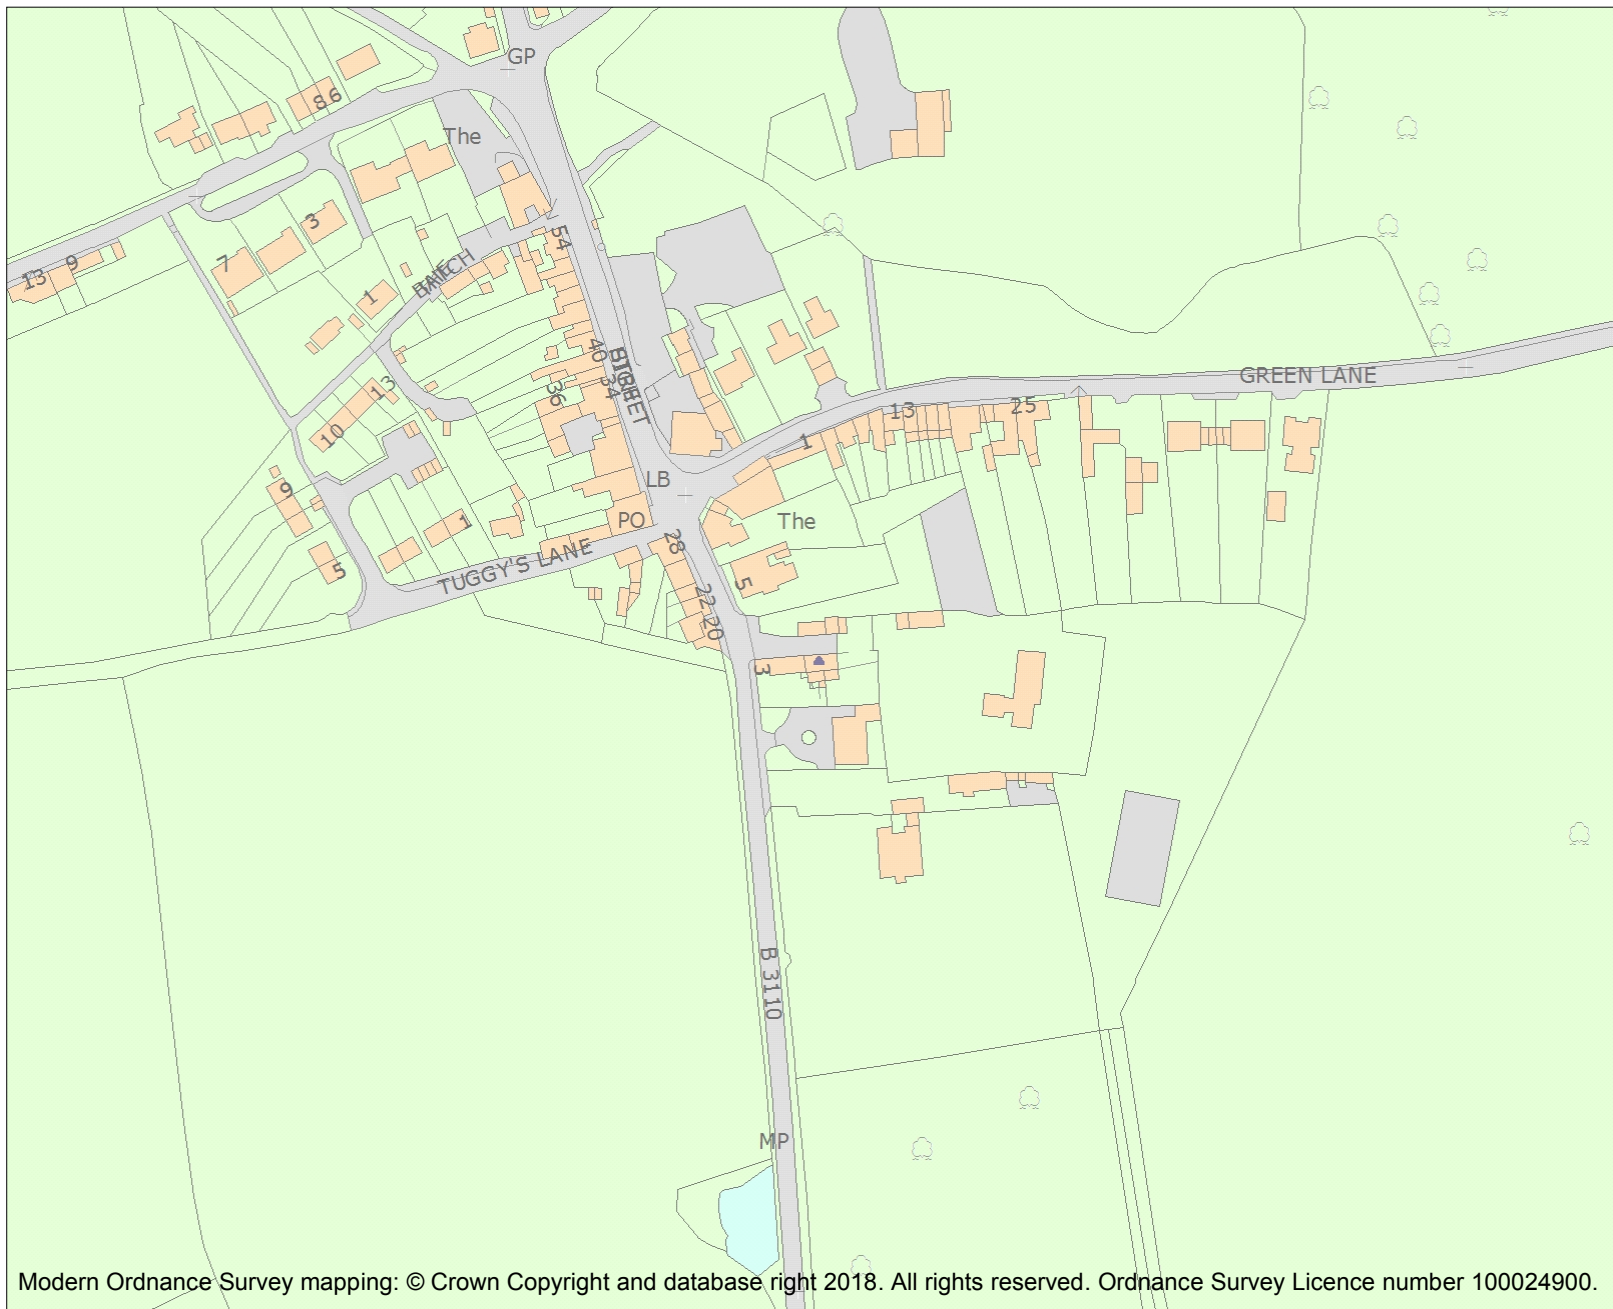 GP
86
The
54
3
7
9
13
BATCH
1
40
34
36
13
10
GREEN LANE
13
25
1
LB
PO
The
9
1
5
TUGGY'S LANE
28
22
20
5
3
B 3110
MP
Modern Ordnance Survey mapping: © Crown Copyright and database right 2018. All rights reserved. Ordnance Survey Licence number 100024900.